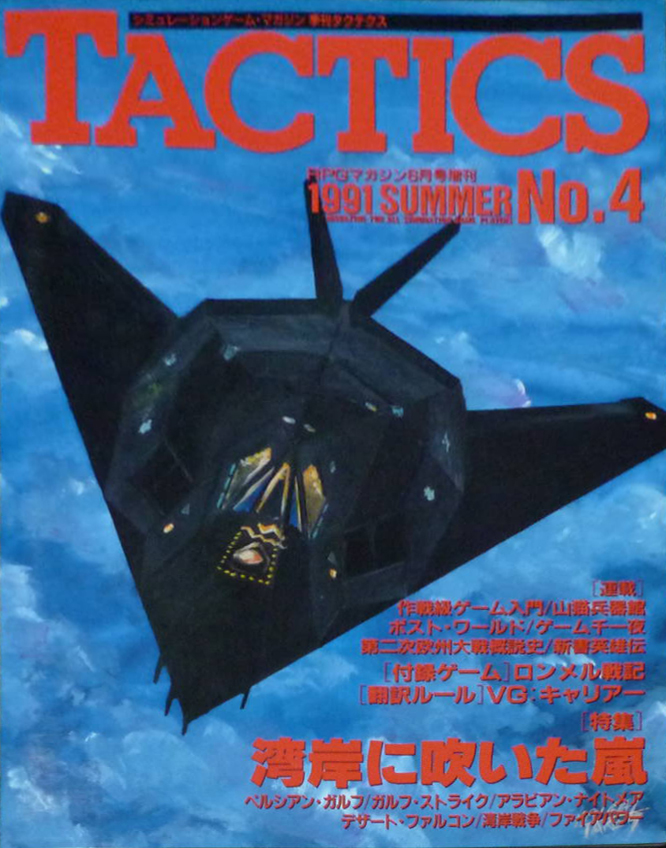 シミュレーションゲーム・マガジン 季刊タクテクス
TACTICS
RPGマガジン6月号増刊
1991 SUMMER No.4
[連載]
作戦級ゲーム入門/山猫兵器館
ポスト・ワールド/ゲーム千一夜
第二次欧州大戦概説史/新書英雄伝
[付録ゲーム]ロンメル戦記
[翻訳ルール]VG:キャリアー
[特集]
湾岸に吹いた嵐
ペルシアン・ガルフ/ガルフ・ストライク/アラビアン・ナイトメア
デザート・ファルコン/湾岸戦争/ファイアパワー